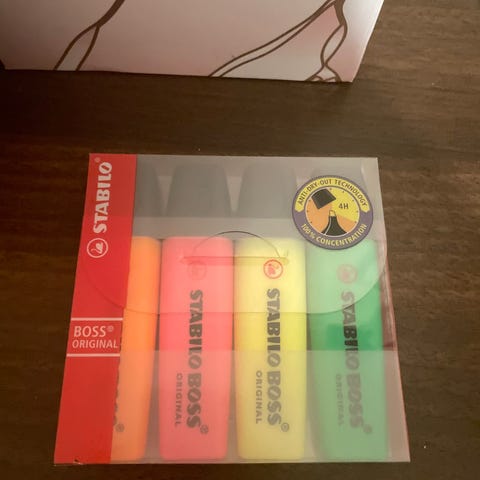 STABILO®
BOSS®
ORIGINAL
ANTI-DRY-OUT TECHNOLOGY
4H
100% CONCENTRATION
STABILO BOSS®
ORIGINAL
STABILO BOSS®
ORIGINAL
STABILO BOSS®
ORIGINAL